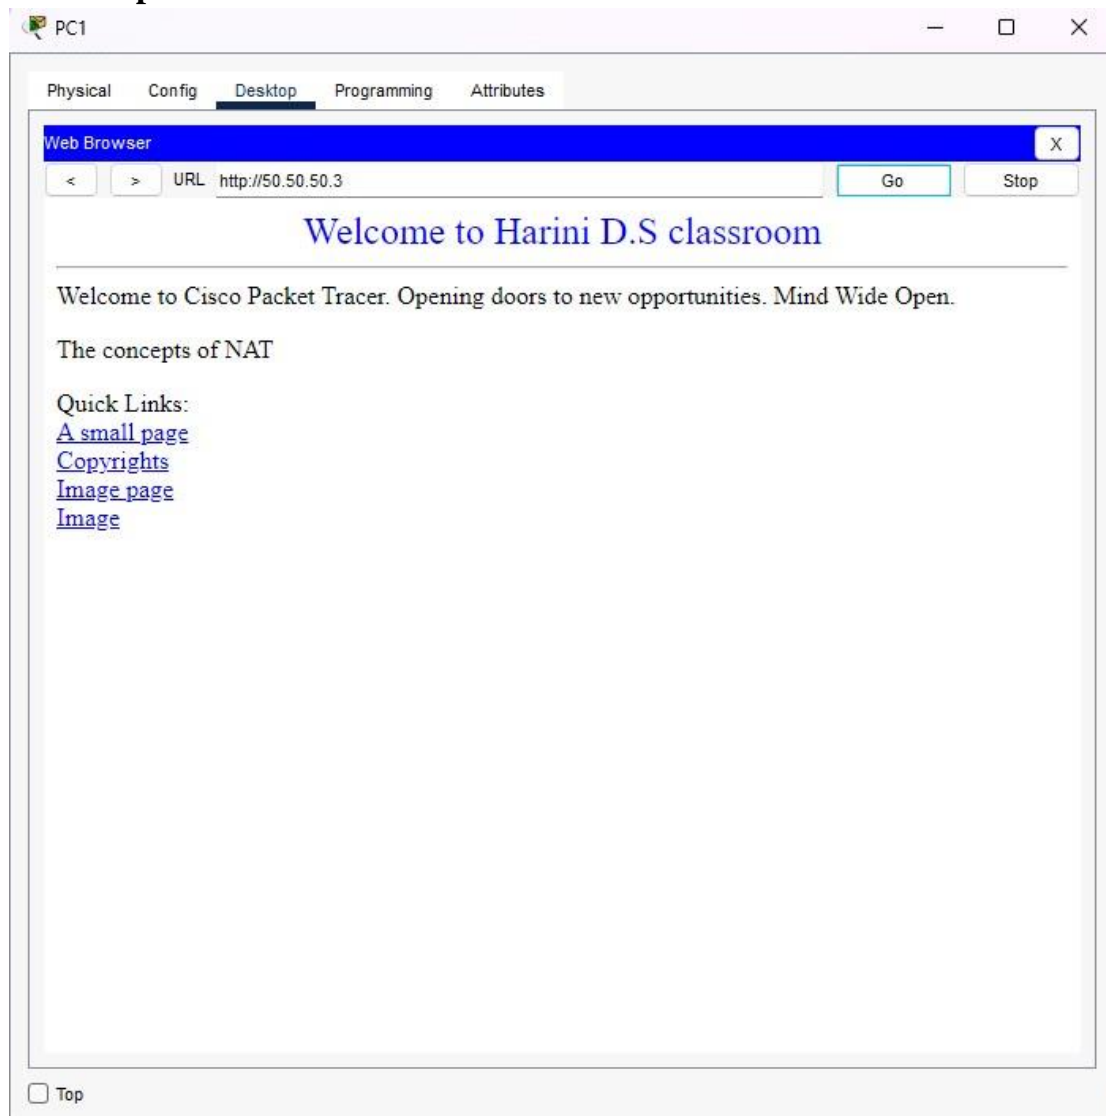 PC1
Physical Config Desktop Programming Attributes
Web Browser X
< > URL http://50.50.50.3 Go Stop
Welcome to Harini D.S classroom
Welcome to Cisco Packet Tracer. Opening doors to new opportunities. Mind Wide Open.
The concepts of NAT
Quick Links:
A small page
Copyrights
Image page
Image
Top